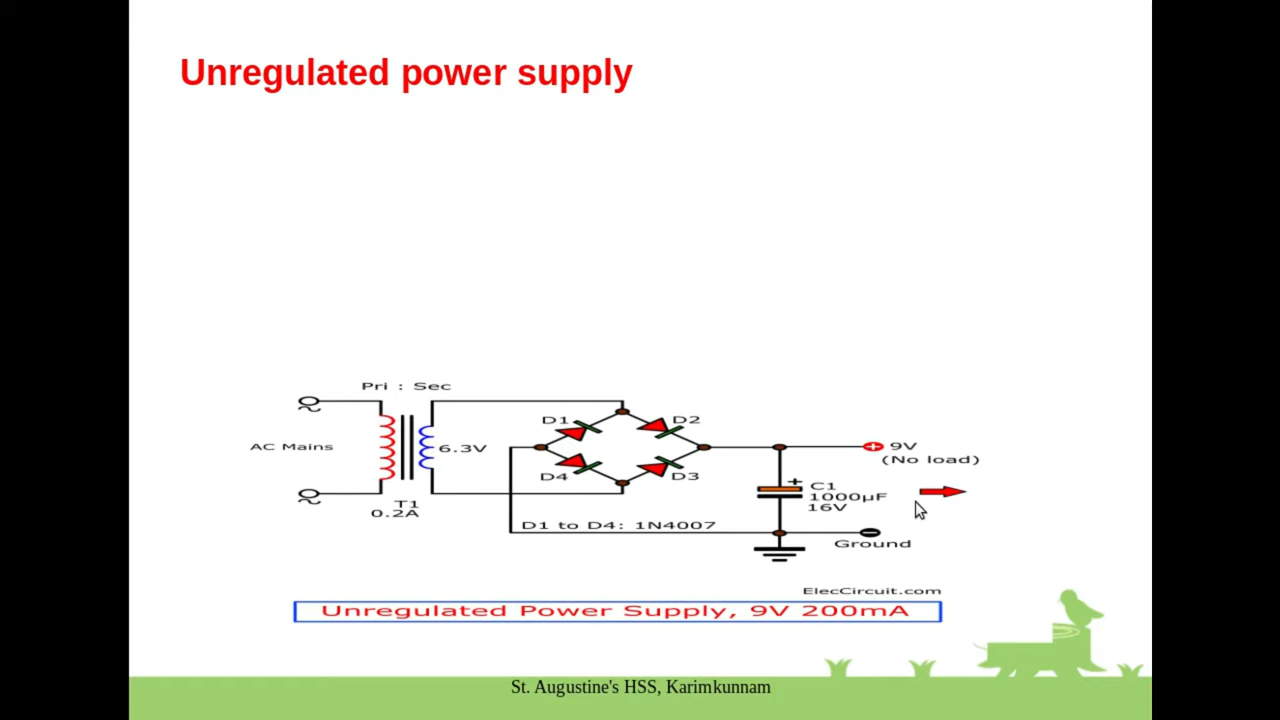 Unregulated power supply
Pri : Sec
D1
D2
AC Mains
6.3V
9V
(No load)
D4
D3
C1
1000µF
16V
T1
0.2A
D1 to D4: 1N4007
Ground
ElecCircuit.com
Unregulated Power Supply, 9V 200mA
St. Augustine's HSS, Karimkunnam